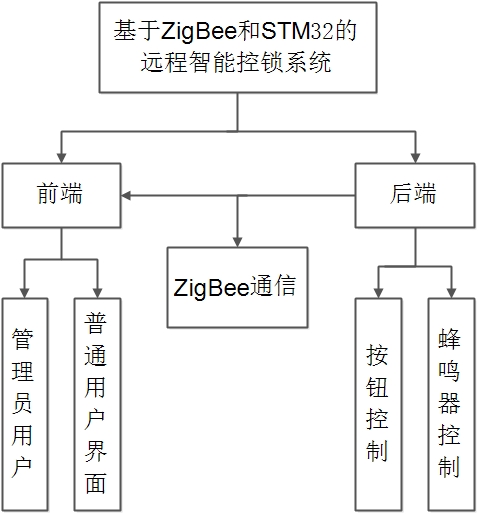 基于ZigBee和STM32的
远程智能控锁系统
前端
后端
ZigBee通信
管理员用户
普通用户界面
按钮控制
蜂鸣器控制